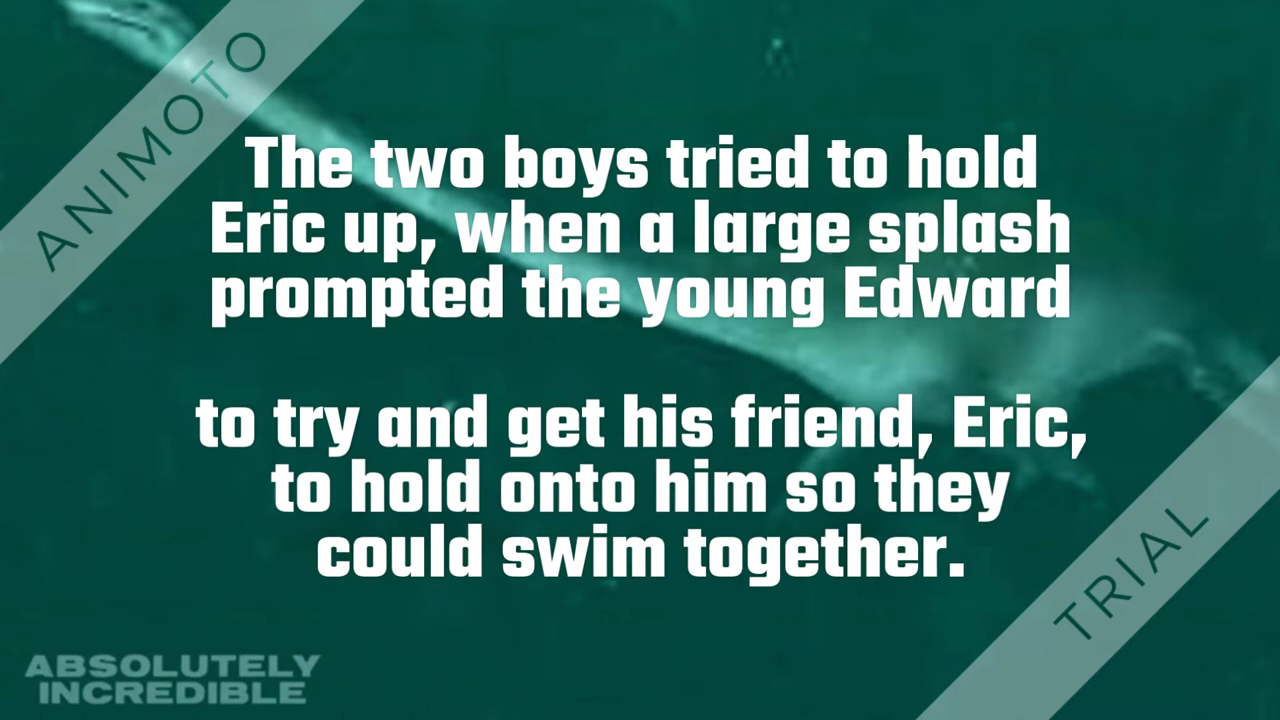 ANIMOTO
The two boys tried to hold
Eric up, when a large splash
prompted the young Edward
to try and get his friend, Eric,
to hold onto him so they
could swim together.
TRIAL
ABSOLUTELY
INCREDIBLE